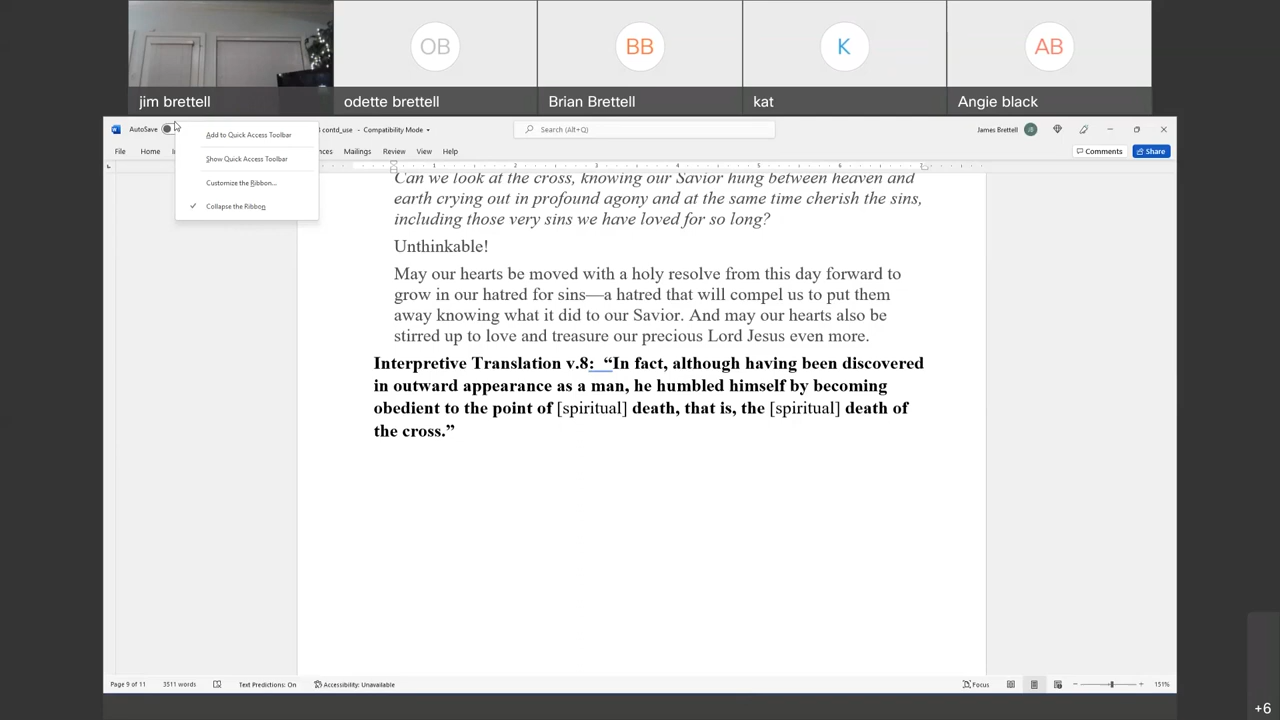 OB
BB
K
AB
jim brettell
odette brettell
Brian Brettell
kat
Angie black
AutoSave
contd_use - Compatibility Mode
Search (Alt+Q)
James Brettell
File
Home
Mailings
Review
View
Help
Comments
Share
Add to Quick Access Toolbar
Show Quick Access Toolbar
Customize the Ribbon...
Collapse the Ribbon
1
2
3
4
5
6
Can we look at the cross, knowing our Savior hung between heaven and
earth crying out in profound agony and at the same time cherish the sins,
including those very sins we have loved for so long?
Unthinkable!
May our hearts be moved with a holy resolve from this day forward to
grow in our hatred for sins—a hatred that will compel us to put them
away knowing what it did to our Savior. And may our hearts also be
stirred up to love and treasure our precious Lord Jesus even more.
Interpretive Translation v.8: “In fact, although having been discovered
in outward appearance as a man, he humbled himself by becoming
obedient to the point of [spiritual] death, that is, the [spiritual] death of
the cross.”
Page 9 of 11
3511 words
Text Predictions: On
Accessibility: Unavailable
Focus
151%
+6